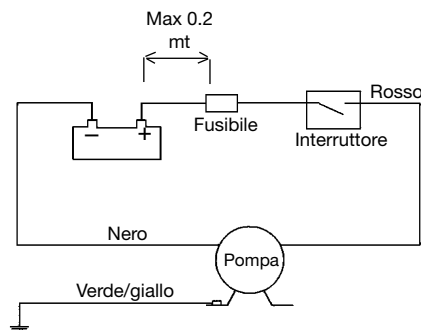 Max 0.2
mt
Rosso
− +
Fusibile
Interruttore
Nero
Pompa
Verde/giallo